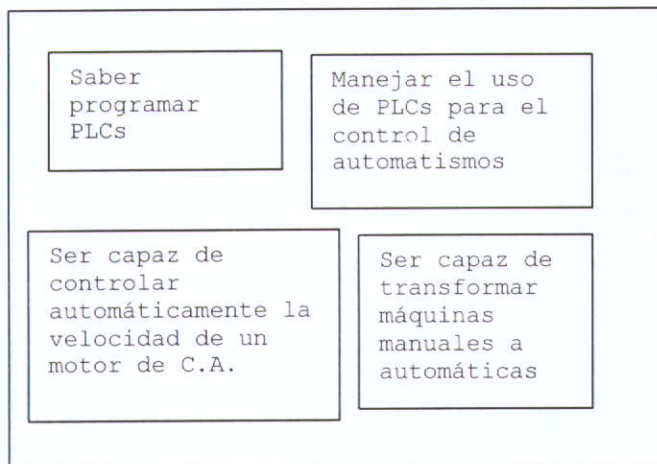 Saber
programar
PLCs
Manejar el uso
de PLCs para el
control de
automatismos
Ser capaz de
controlar
automáticamente la
velocidad de un
motor de C.A.
Ser capaz de
transformar
máquinas
manuales a
automáticas